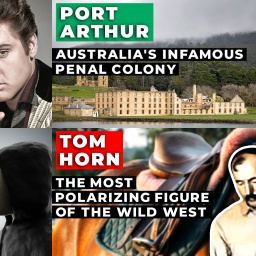 PORT
ARTHUR
AUSTRALIA'S INFAMOUS
PENAL COLONY
TOM
HORN
THE MOST
POLARIZING FIGURE
OF THE WILD WEST